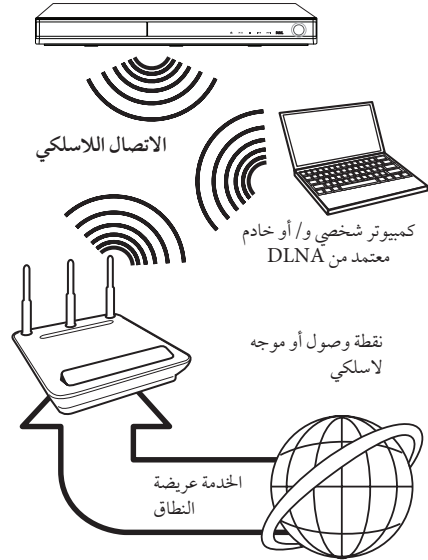 الاتصال اللاسلكي
كمبيوتر شخصي و/ أو خادم
معتمد من DLNA
نقطة وصول أو موجه
لاسلكي
الخدمة عريضة
النطاق